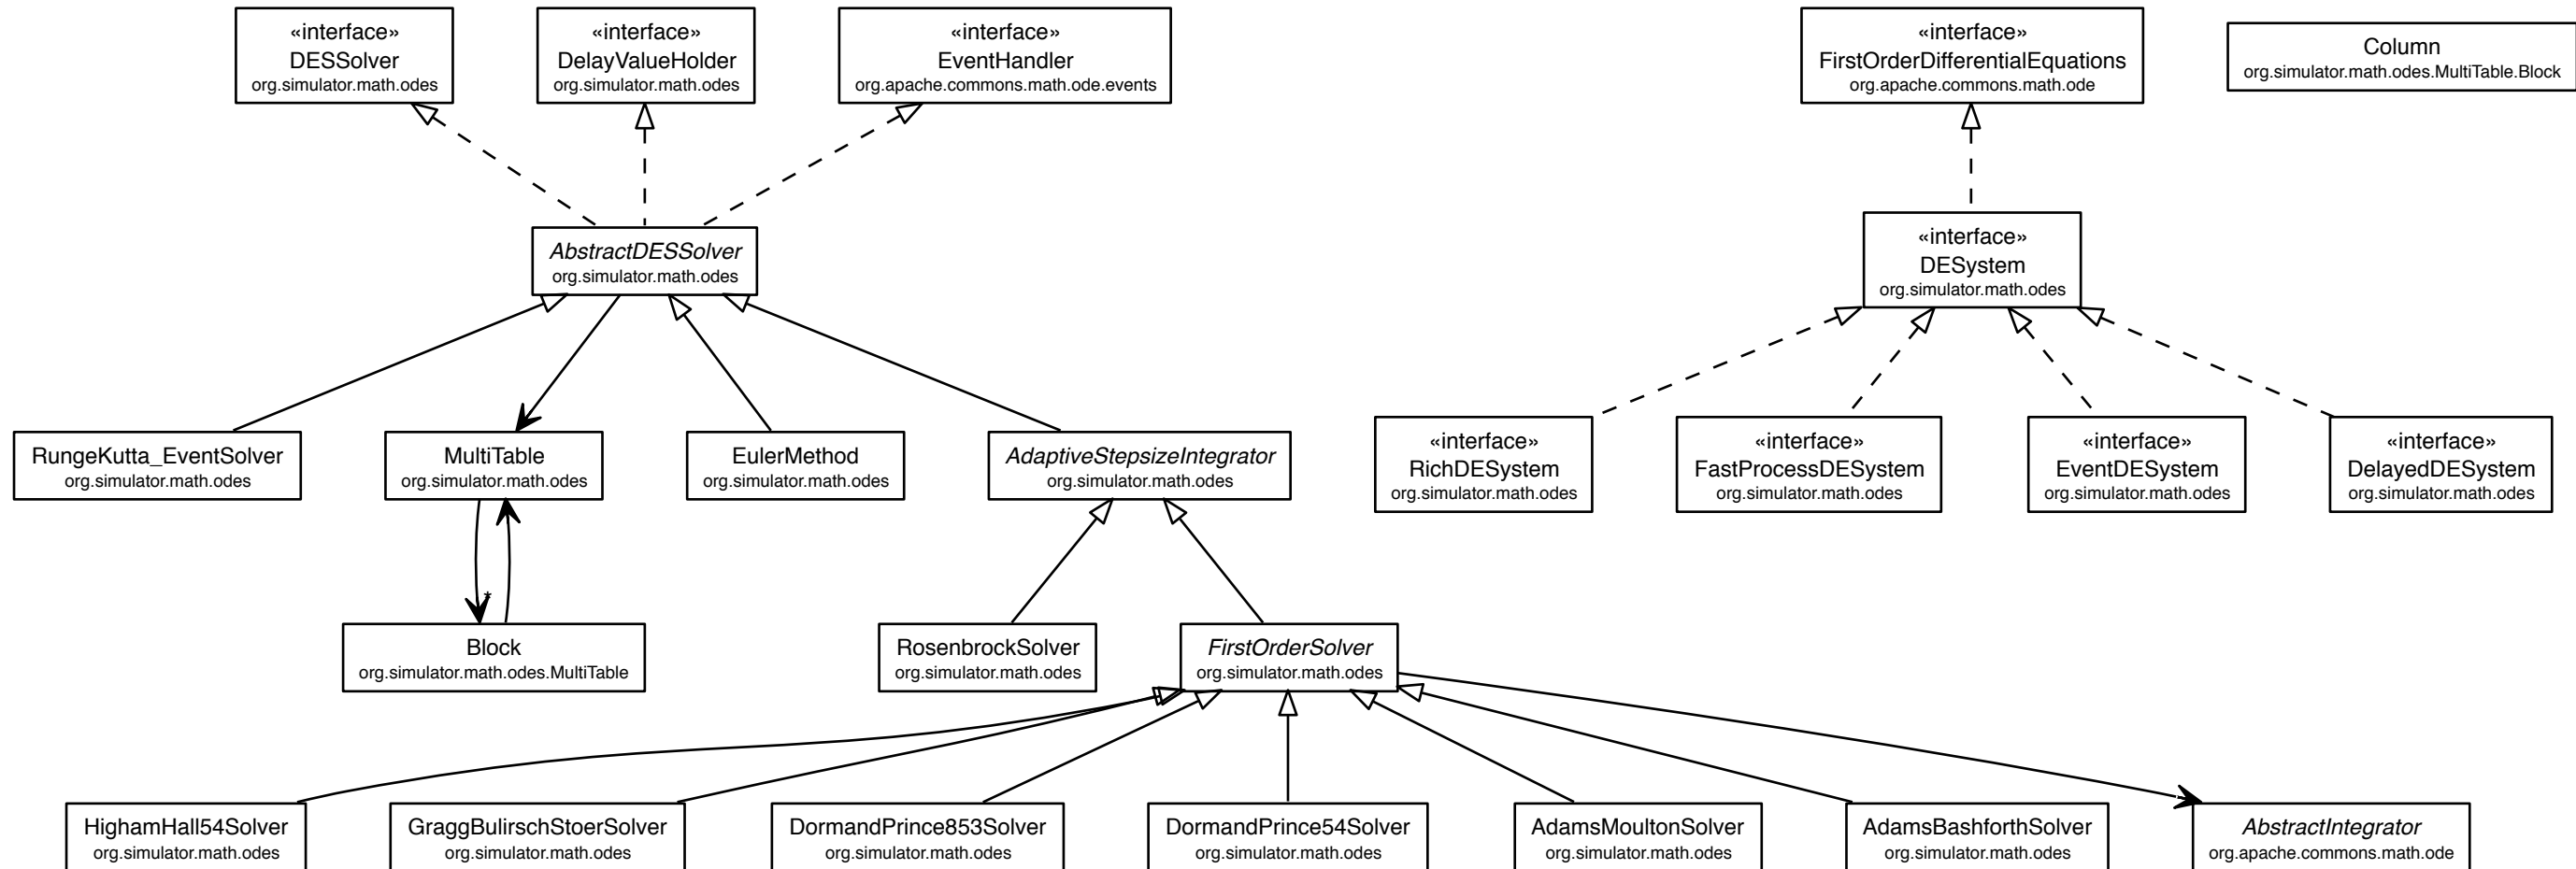 «interface»
DESSolver
org.simulator.math.odes
«interface»
DelayValueHolder
org.simulator.math.odes
«interface»
EventHandler
org.apache.commons.math.ode.events
«interface»
FirstOrderDifferentialEquations
org.apache.commons.math.ode
Column
org.simulator.math.odes.MultiTable.Block
AbstractDESSolver
org.simulator.math.odes
«interface»
DESystem
org.simulator.math.odes
RungeKutta_EventSolver
org.simulator.math.odes
MultiTable
org.simulator.math.odes
EulerMethod
org.simulator.math.odes
AdaptiveStepsizeIntegrator
org.simulator.math.odes
«interface»
RichDESystem
org.simulator.math.odes
«interface»
FastProcessDESystem
org.simulator.math.odes
«interface»
EventDESystem
org.simulator.math.odes
«interface»
DelayedDESystem
org.simulator.math.odes
*
Block
org.simulator.math.odes.MultiTable
RosenbrockSolver
org.simulator.math.odes
FirstOrderSolver
org.simulator.math.odes
HighamHall54Solver
org.simulator.math.odes
GraggBulirschStoerSolver
org.simulator.math.odes
DormandPrince853Solver
org.simulator.math.odes
DormandPrince54Solver
org.simulator.math.odes
AdamsMoultonSolver
org.simulator.math.odes
AdamsBashforthSolver
org.simulator.math.odes
AbstractIntegrator
org.apache.commons.math.ode